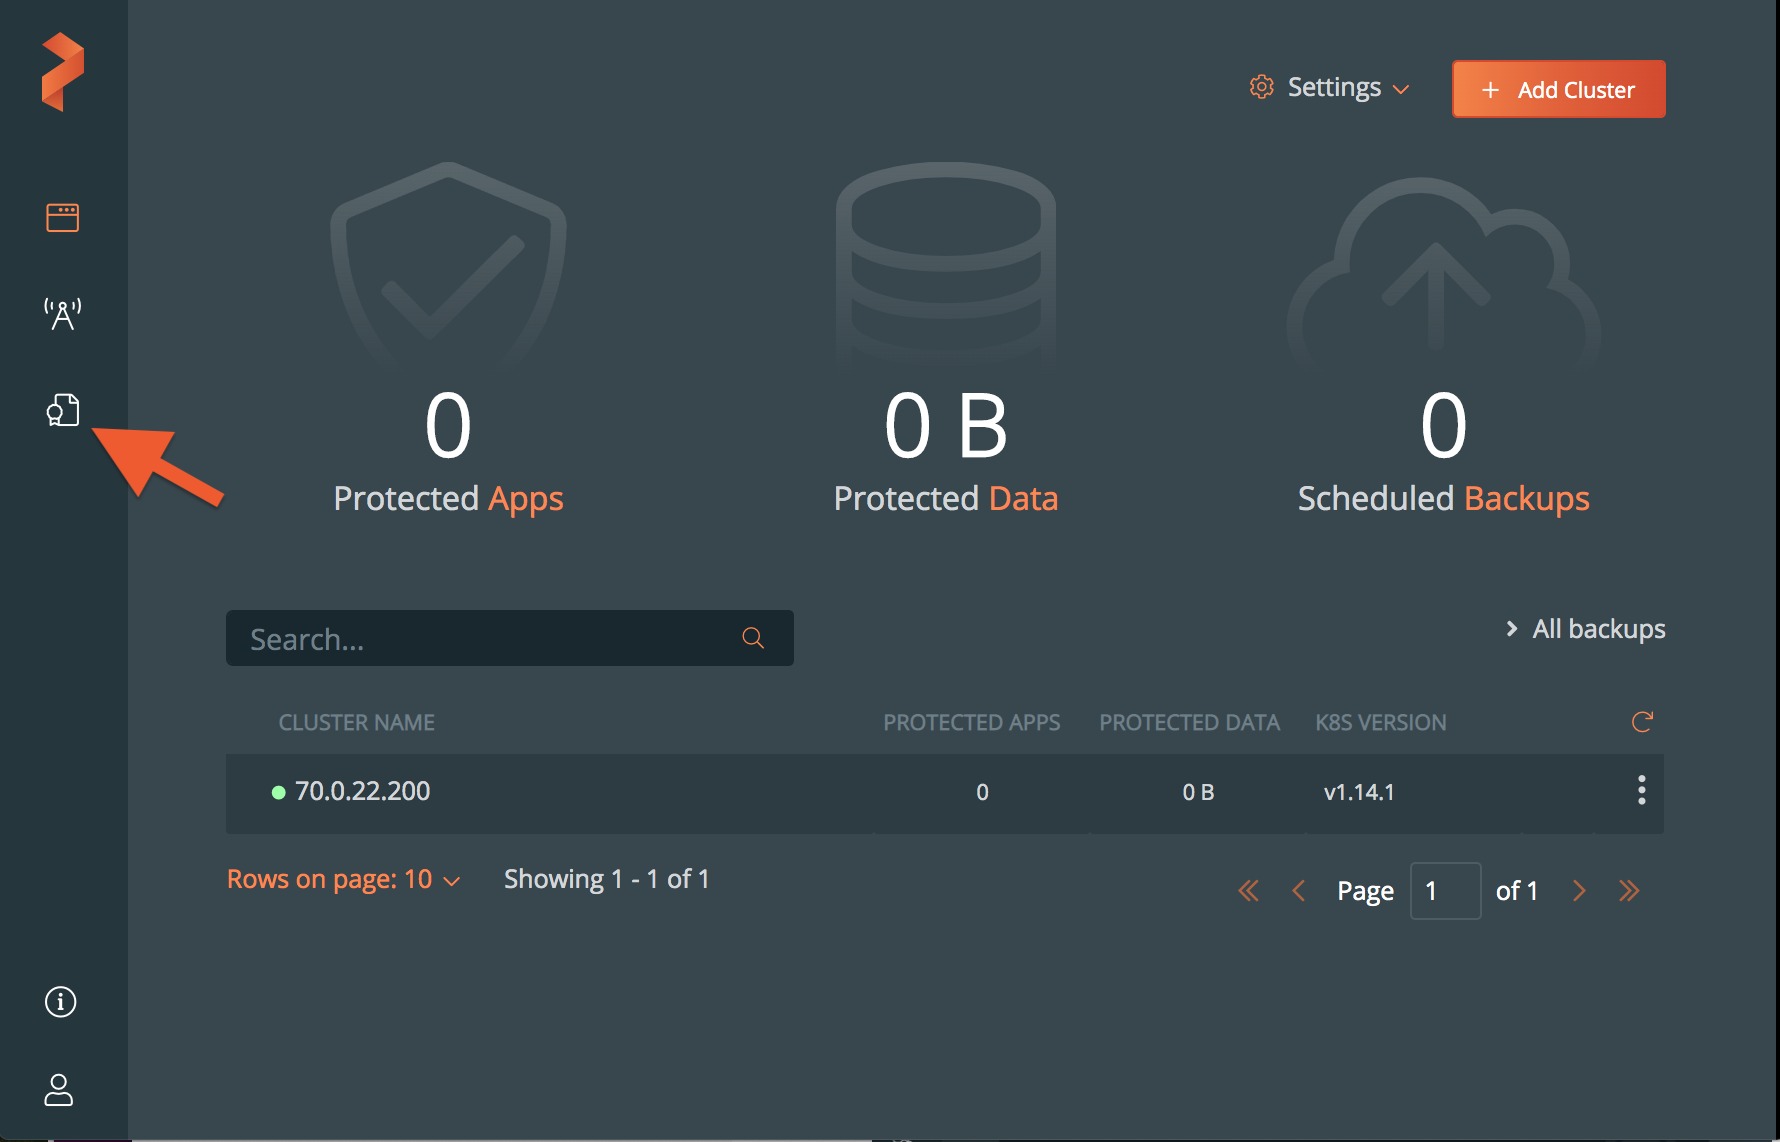 Settings
+ Add Cluster
0 0 B 0
Protected Apps Protected Data Scheduled Backups
Search...
All backups
CLUSTER NAME PROTECTED APPS PROTECTED DATA K8S VERSION
70.0.22.200 0 0 B v1.14.1
Rows on page: 10 Showing 1 - 1 of 1 Page 1 of 1